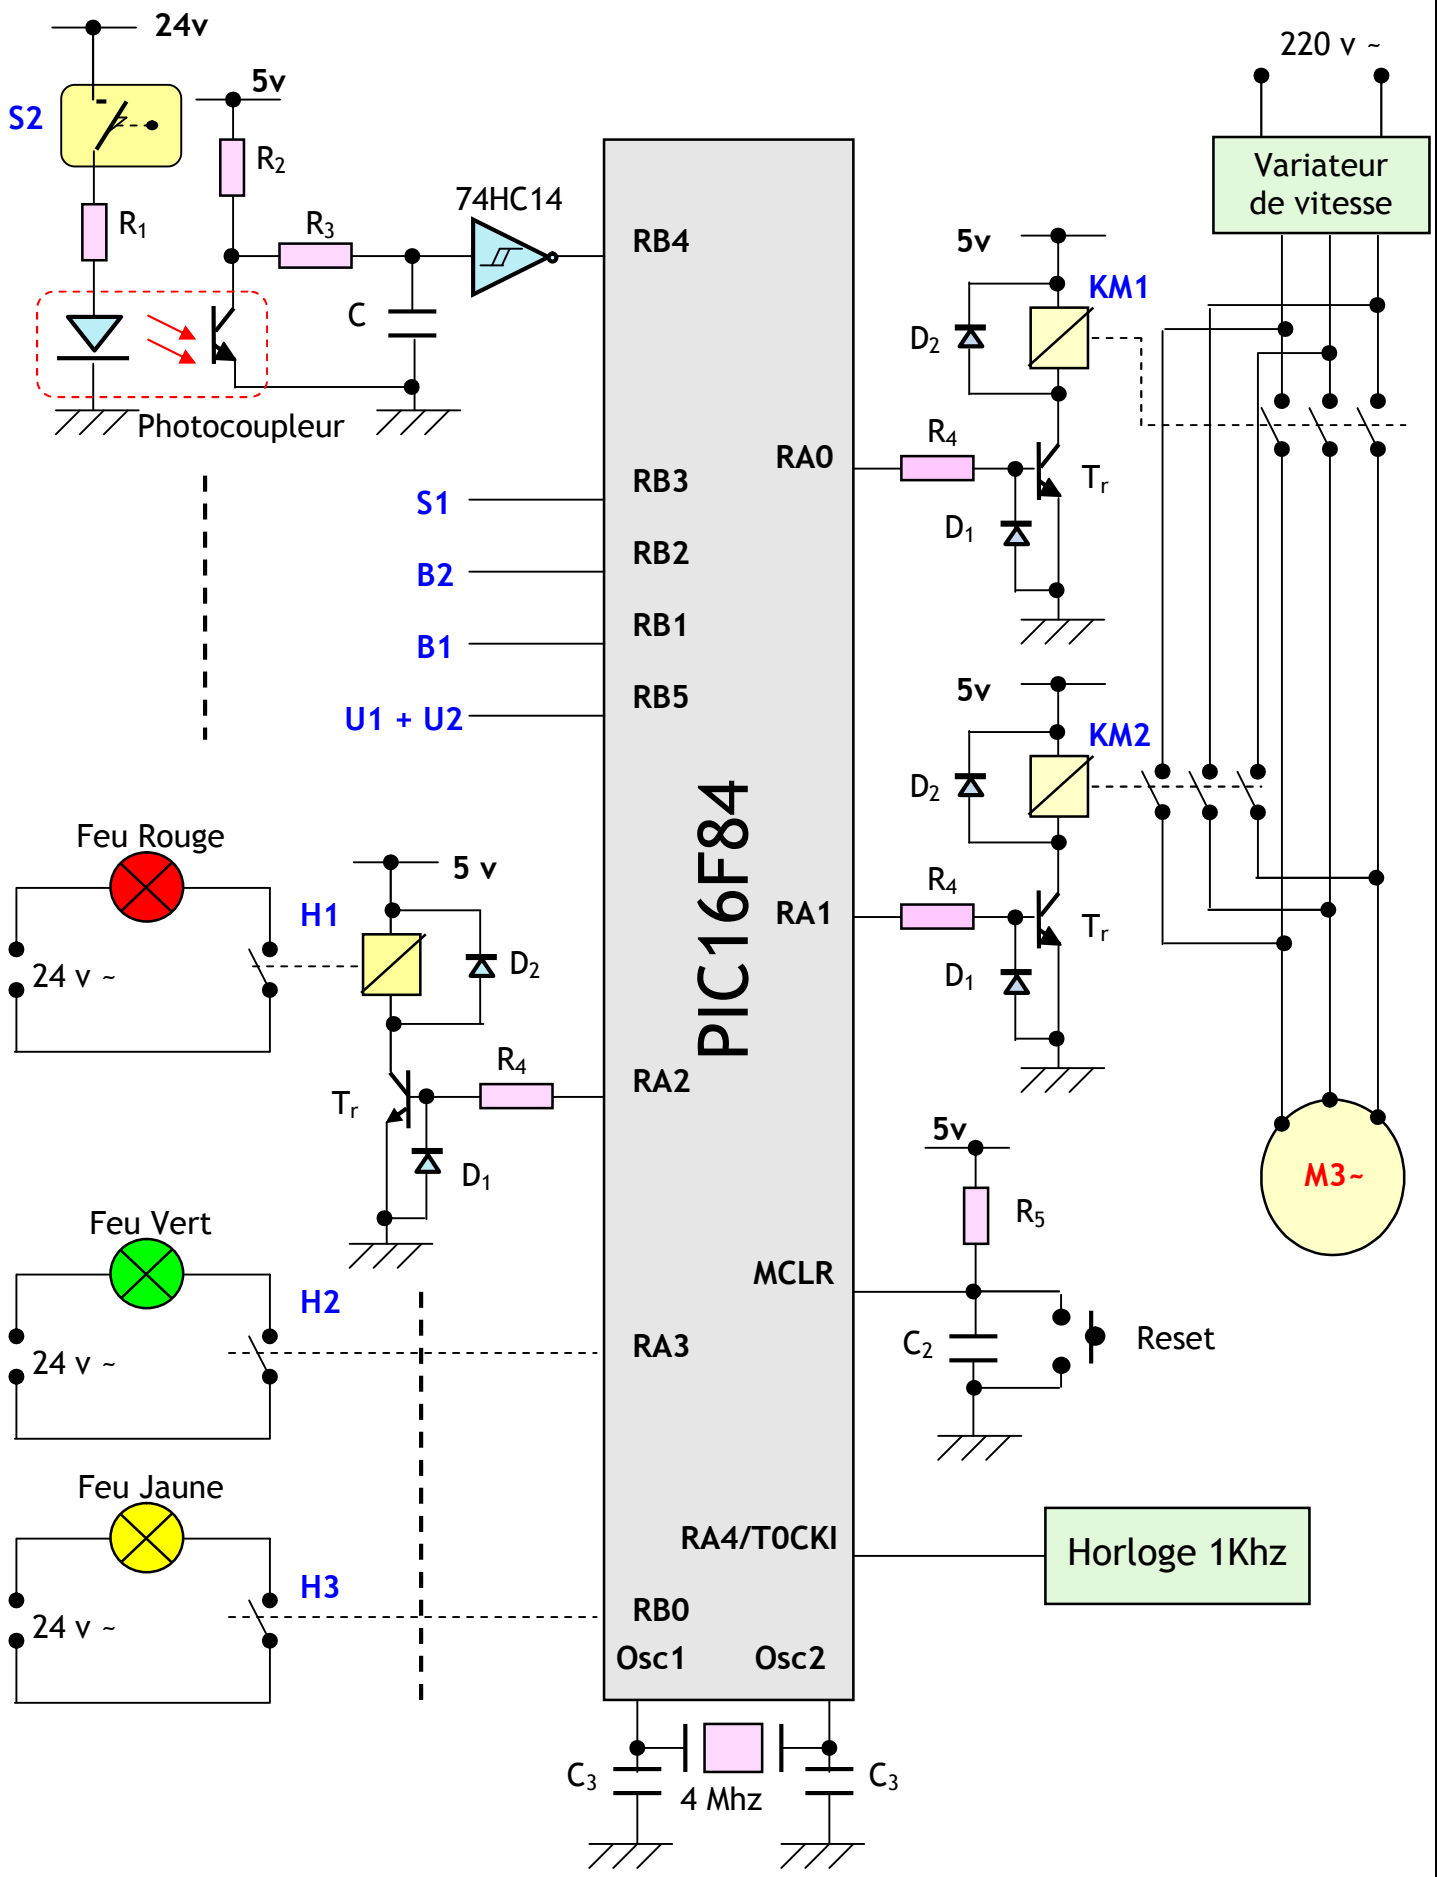 24v
5v
S2
R2
R1
R3
74HC14
C
Photocoupleur
RB4
RB3
S1
RB2
B2
RB1
B1
RB5
U1 + U2
PIC16F84
220 v ~
Variateur
de vitesse
5v
KM1
D2
RA0
R4
Tr
D1
5v
KM2
D2
RA1
R4
Tr
D1
M3~
Feu Rouge
24 v ~
H1
5 v
D2
R4
RA2
Tr
D1
Feu Vert
24 v ~
H2
RA3
Feu Jaune
24 v ~
H3
RB0
5v
R5
MCLR
C2
Reset
RA4/T0CKI
Horloge 1Khz
Osc1
Osc2
C3
4 Mhz
C3